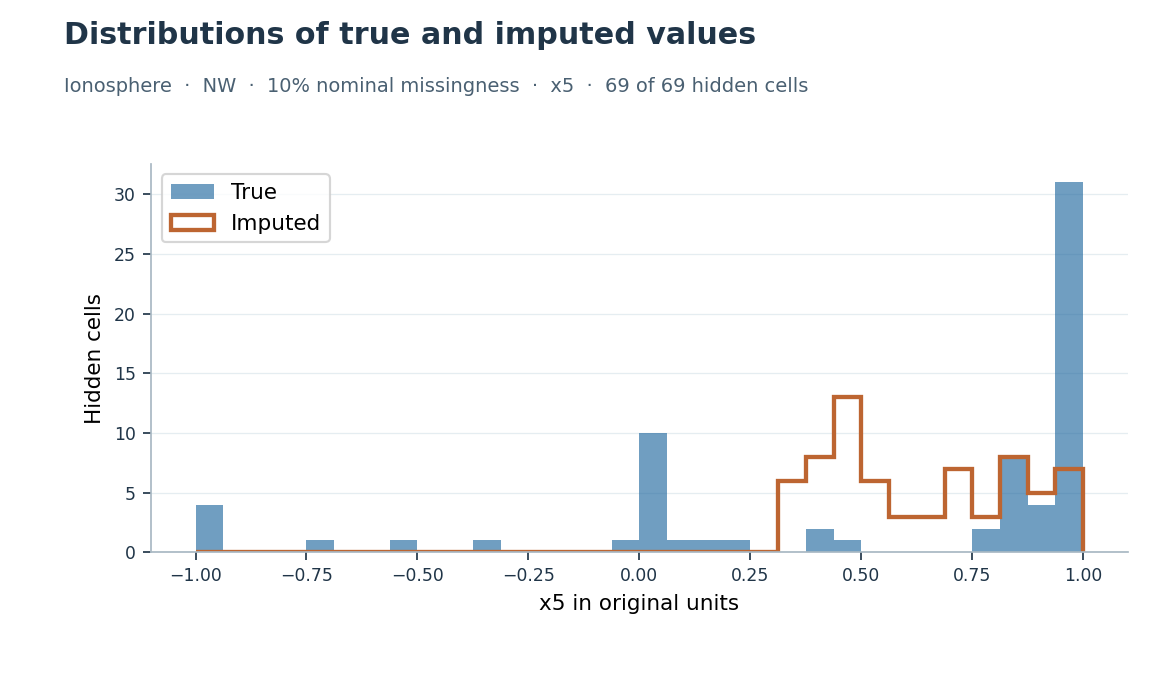 Distributions of true and imputed values
Ionosphere · NW · 10% nominal missingness · x5 · 69 of 69 hidden cells
True
Imputed
Hidden cells
30
25
20
15
10
5
0
−1.00 −0.75 −0.50 −0.25 0.00 0.25 0.50 0.75 1.00
x5 in original units